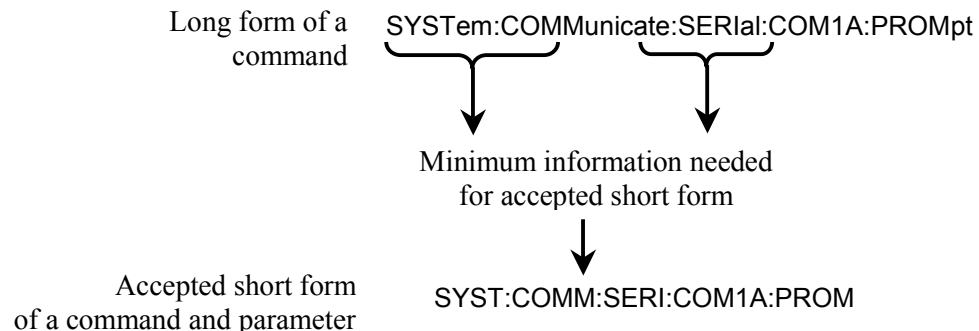 Long form of a
command
SYSTem:COMMunicate:SERIal:COM1A:PROMpt
Minimum information needed
for accepted short form
Accepted short form
of a command and parameter
SYST:COMM:SERI:COM1A:PROM